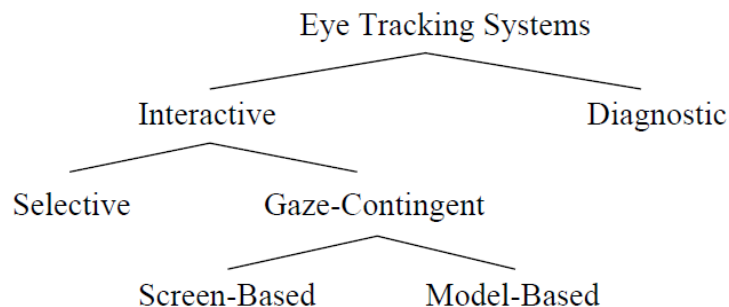 Eye Tracking Systems
Interactive Diagnostic
Selective Gaze-Contingent
Screen-Based Model-Based